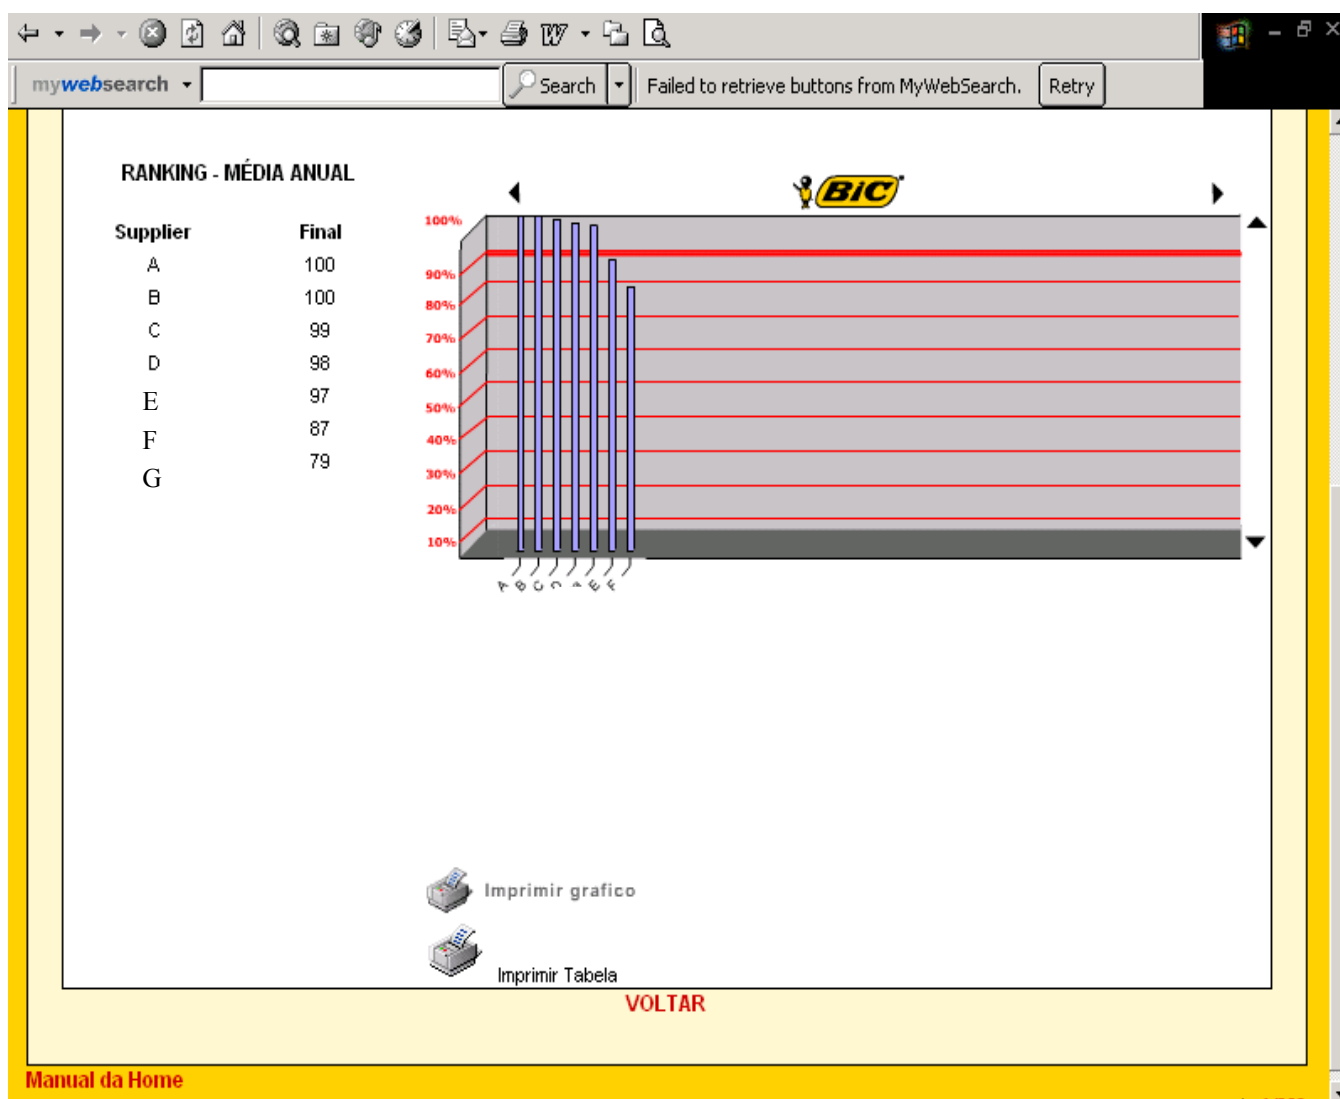 mywebsearch Search Failed to retrieve buttons from MyWebSearch. Retry
RANKING - MÉDIA ANUAL
BiC
Supplier Final
A 100
B 100
C 99
D 98
E 97
F 87
G 79
100%
90%
80%
70%
60%
50%
40%
30%
20%
10%
A B C E F
Imprimir grafico
Imprimir Tabela
VOLTAR
Manual da Home